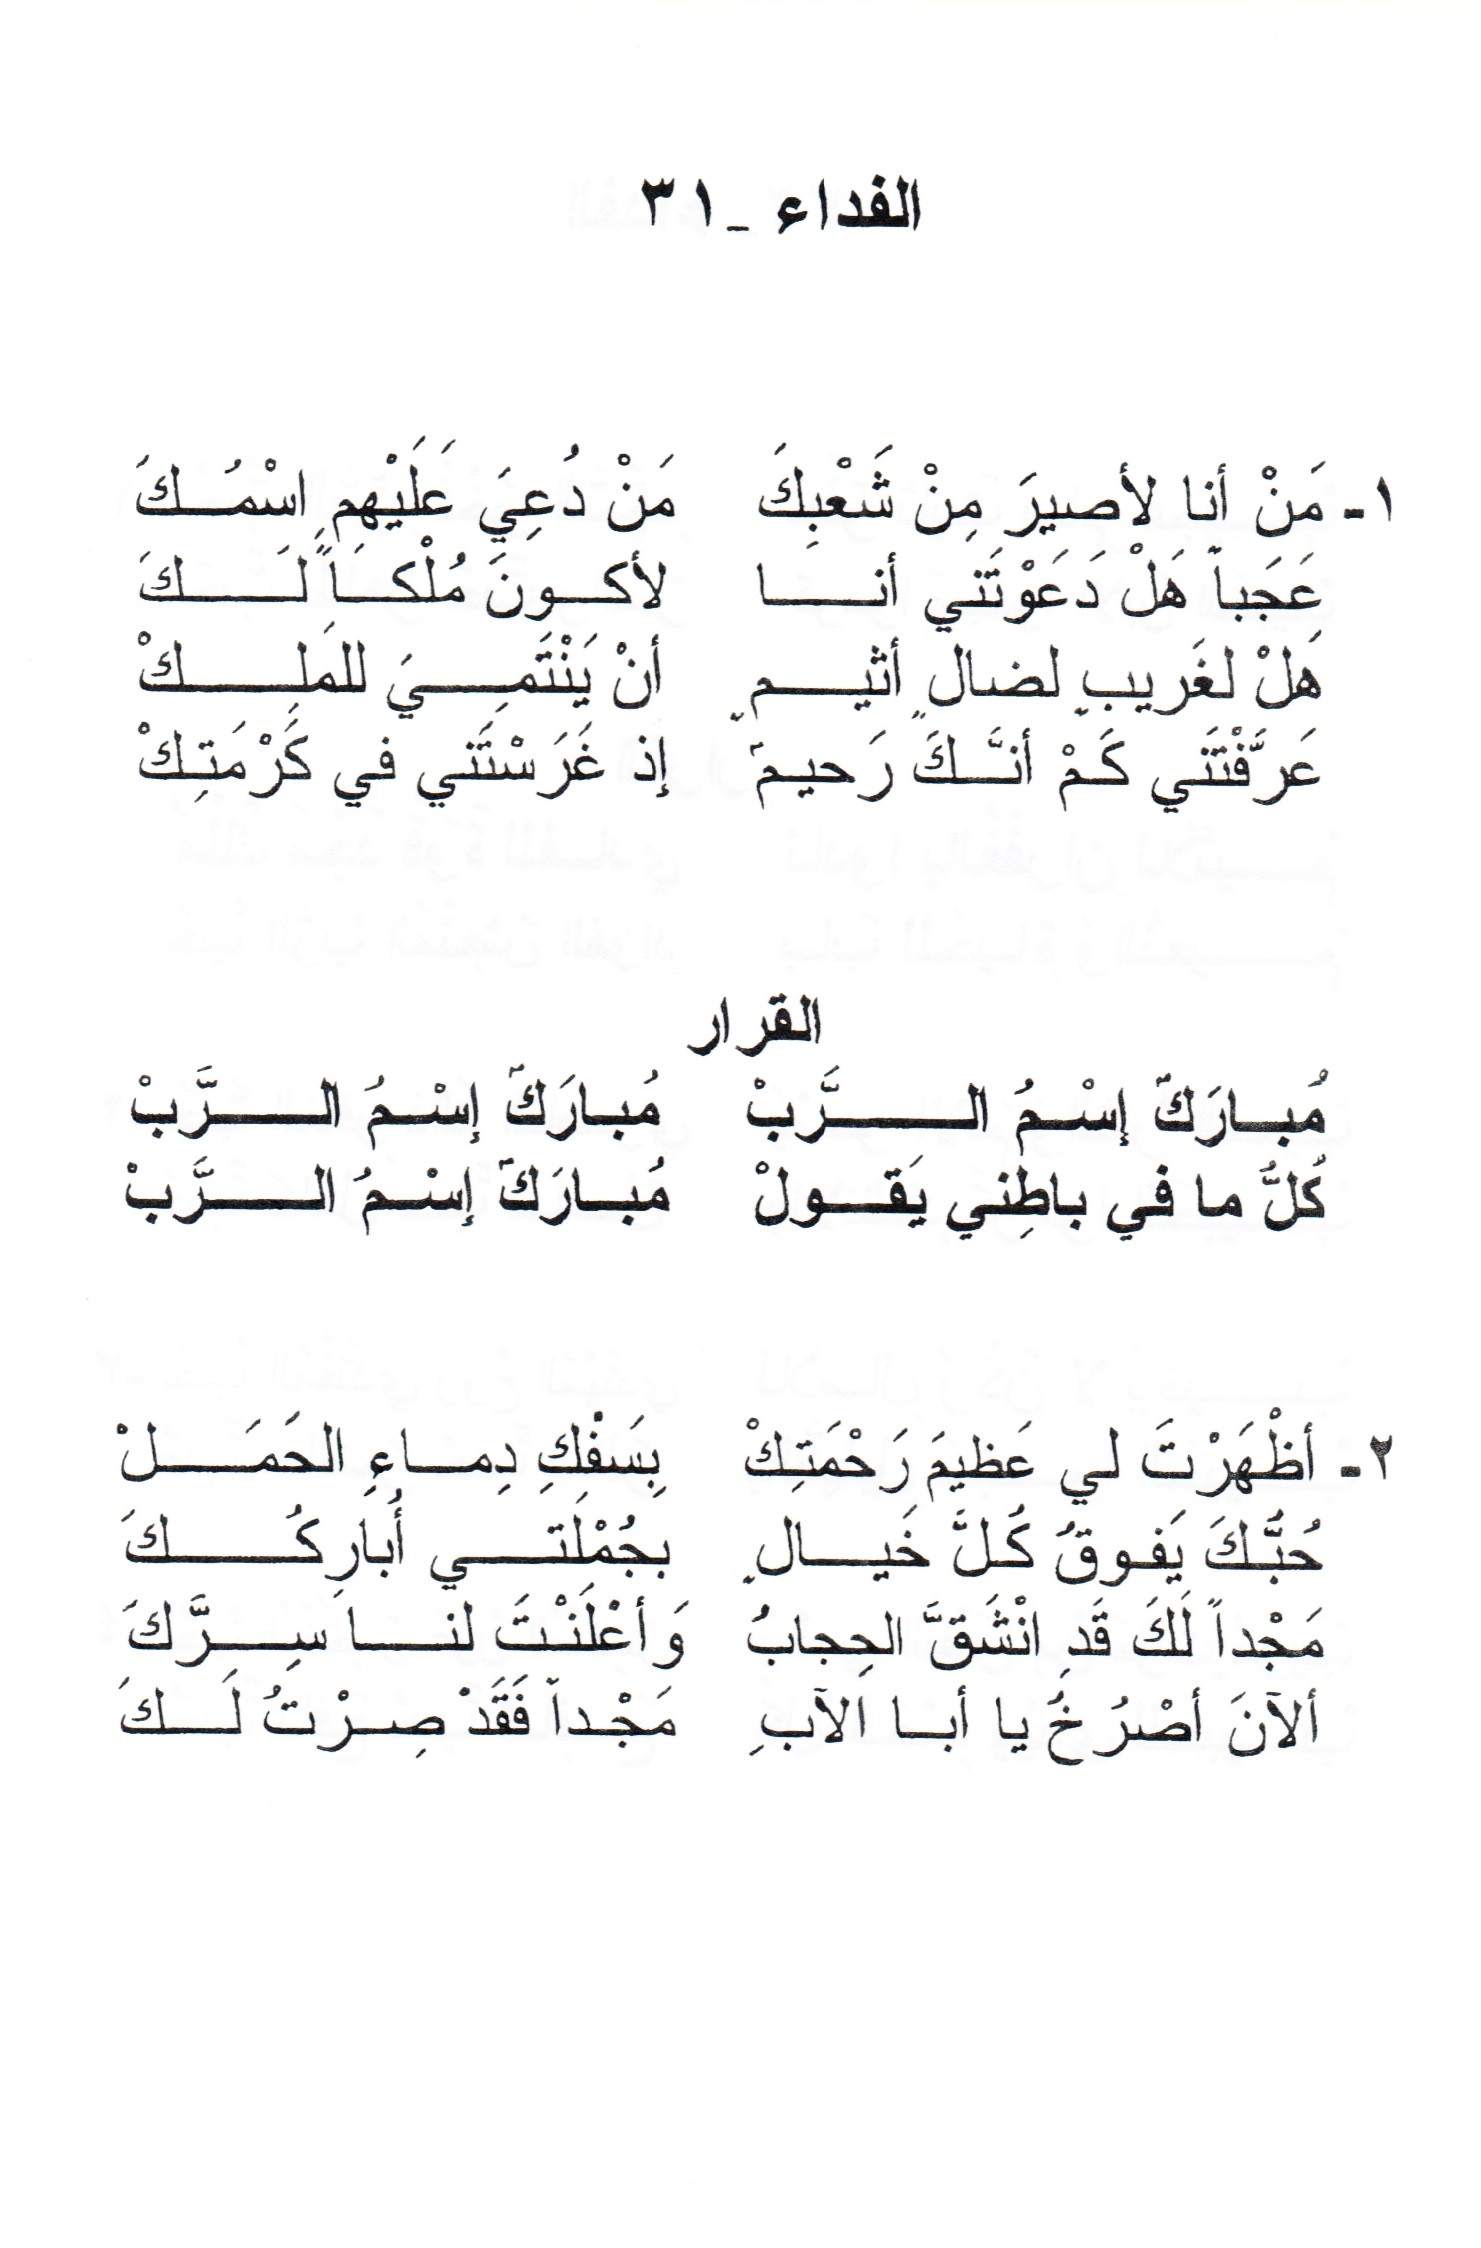 الفداء - ٣١
١- مَنْ أنا لأصيرَ مِنْ شَعْبِكَ مَنْ دُعِيَ عَلَيْهِمِ اسْمُكَ
عَجَباً هَلْ دَعَوْتَني أنا لأكونَ مُلْكاً لَكَ
هَلْ لغَريبٍ لضالٍ أثيمٍ أنْ يَنْتَمِيَ للمَلِكْ
عَرَّفْتَني كَمْ أنَّكَ رَحيمٌ إذ غَرَسْتَني في كَرْمَتِكْ
القرار
مُبارَكٌ إسْمُ الرَّبْ مُبارَكٌ إسْمُ الرَّبْ
كُلُّ ما في باطِني يَقولْ مُبارَكٌ إسْمُ الرَّبْ
٢- أظْهَرْتَ لي عَظيمَ رَحْمَتِكْ بِسَفْكِ دِماءِ الحَمَلْ
حُبُّكَ يَفوقُ كُلَّ خَيالٍ بجُمْلَتي أُبارِكُكَ
مَجْداً لَكَ قَدِ انْشَقَّ الحِجابُ وَأعْلَنْتَ لنا سِرَّكَ
ألآنَ أصْرُخُ يا أبا الآبِ مَجْداً فَقَدْ صِرْتُ لَكَ